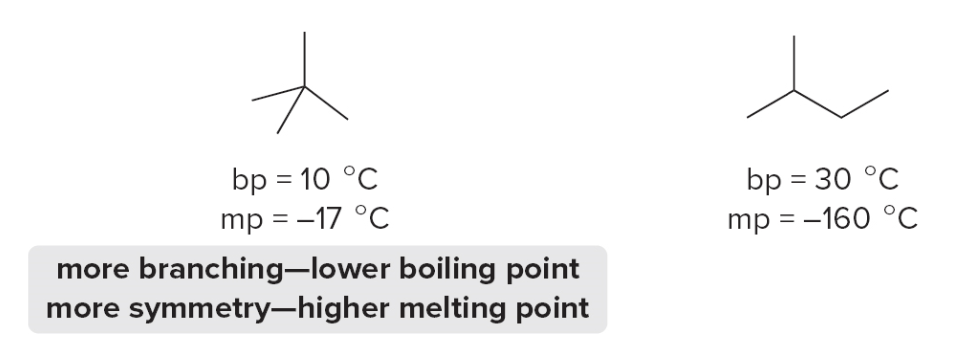 bp = 10 °C
mp = –17 °C
more branching—lower boiling point
more symmetry—higher melting point
bp = 30 °C
mp = –160 °C